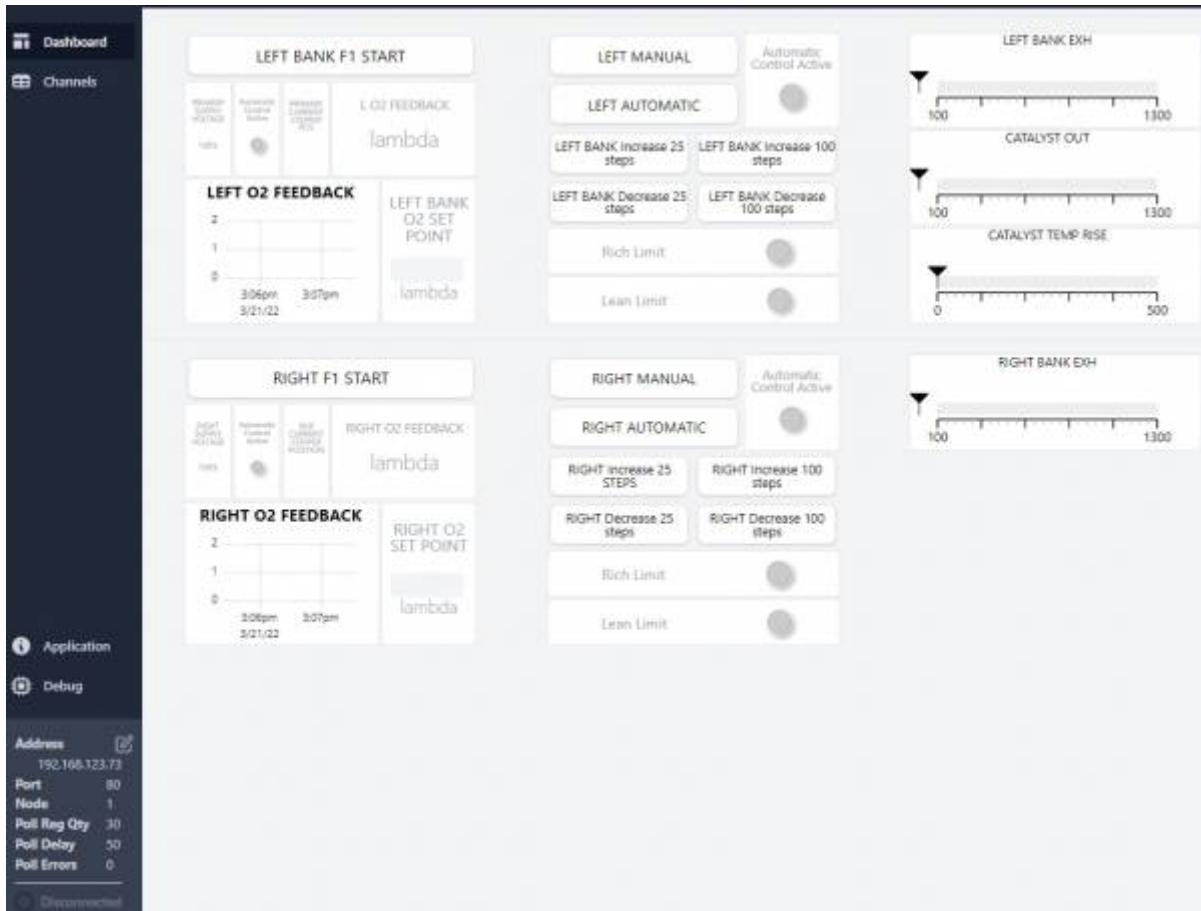 Dashboard
Channels
LEFT BANK F1 START
L O2 FEEDBACK
lambda
LEFT O2 FEEDBACK
2
1
0
3:06pm 3:07pm
3/21/22
LEFT BANK
O2 SET
POINT
lambda
LEFT MANUAL
LEFT AUTOMATIC
Automatic
Control Active
LEFT BANK Increase 25
steps
LEFT BANK Increase 100
steps
LEFT BANK Decrease 25
steps
LEFT BANK Decrease
100 steps
Rich Limit
Lean Limit
LEFT BANK EXH
100 1300
CATALYST OUT
100 1300
CATALYST TEMP RISE
0 500
RIGHT F1 START
RIGHT O2 FEEDBACK
lambda
RIGHT O2 FEEDBACK
2
1
0
3:06pm 3:07pm
3/21/22
RIGHT O2
SET POINT
lambda
RIGHT MANUAL
RIGHT AUTOMATIC
Automatic
Control Active
RIGHT Increase 25
STEPS
RIGHT Increase 100
steps
RIGHT Decrease 25
steps
RIGHT Decrease 100
steps
Rich Limit
Lean Limit
RIGHT BANK EXH
100 1300
Application
Debug
Address
192.168.123.73
Port 80
Node 1
Poll Reg Qty 30
Poll Delay 50
Poll Errors 0
Disconnected